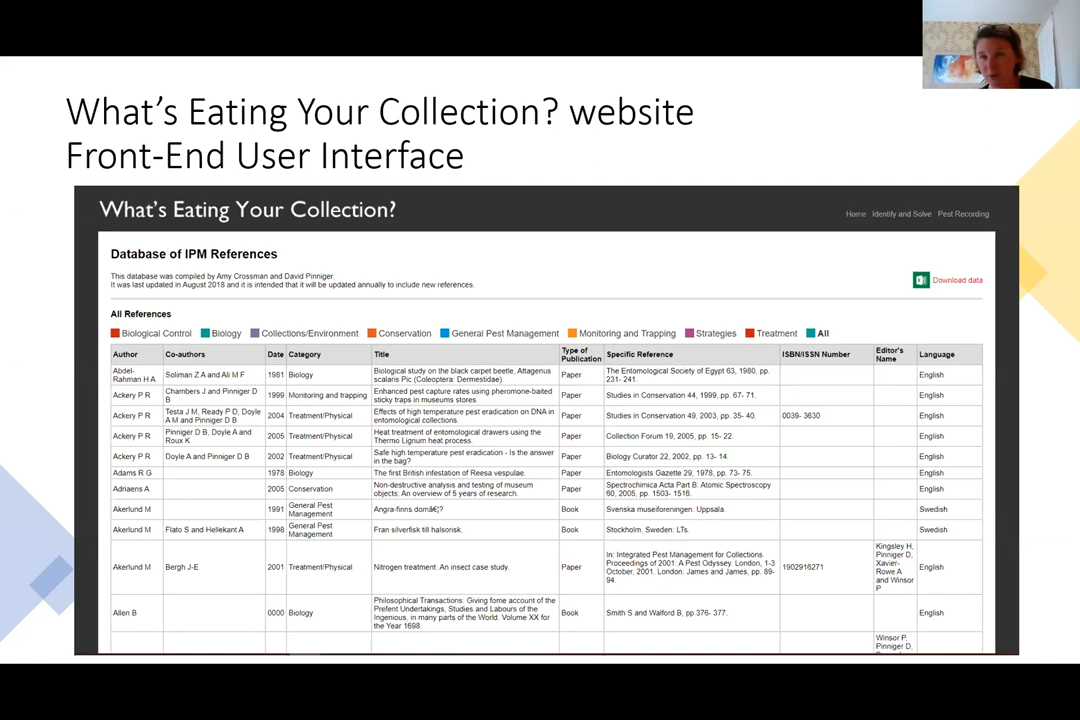 What's Eating Your Collection? website
Front-End User Interface
What's Eating Your Collection?
Home Identify and Solve Pest Recording
Database of IPM References
This database was compiled by Amy Crossman and David Pinniger.
It was last updated in August 2018 and it is intended that it will be updated annually to include new references.
Download data
All References
Biological Control Biology Collections/Environment Conservation General Pest Management Monitoring and Trapping Strategies Treatment All
Author Co-authors Date Category Title Type of Publication Specific Reference ISBN/ISSN Number Editor's Name Language
Abdel-Rahman H A Soliman Z A and Ali M F 1981 Biology Biological study on the black carpet beetle, Attagenus scalaris Pic (Coleoptera: Dermestidae). Paper The Entomological Society of Egypt 63, 1980, pp. 231- 241. English
Ackery P R Chambers J and Pinniger D B 1999 Monitoring and trapping Enhanced pest capture rates using pheromone-baited sticky traps in museums stores. Paper Studies in Conservation 44, 1999, pp. 67- 71. English
Ackery P R Testa J M, Ready P D, Doyle A M and Pinniger D B 2004 Treatment/Physical Effects of high temperature pest eradication on DNA in entomological collections. Paper Studies in Conservation 49, 2003, pp. 35- 40. 0039- 3630 English
Ackery P R Pinniger D B, Doyle A and Roux K 2005 Treatment/Physical Heat treatment of entomological drawers using the Thermo Lignum heat process. Paper Collection Forum 19, 2005, pp. 15- 22. English
Ackery P R Doyle A and Pinniger D B 2002 Treatment/Physical Safe high temperature pest eradication - Is the answer in the bag? Paper Biology Curator 22, 2002, pp. 13- 14. English
Adams R G 1978 Biology The first British infestation of Reesa vespulae. Paper Entomologists Gazette 29, 1978, pp. 73- 75. English
Adriaens A 2005 Conservation Non-destructive analysis and testing of museum objects: An overview of 5 years of research. Paper Spectrochimica Acta Part B: Atomic Spectroscopy 60, 2005, pp. 1503- 1516. English
Akerlund M 1991 General Pest Management Angra-finns domâ€¦? Book Svenska museiforeningen. Uppsala. Swedish
Akerlund M Flato S and Hellekant A 1998 General Pest Management Fran silverfisk till halsorisk. Book Stockholm, Sweden: LTs. Swedish
Akerlund M Bergh J-E 2001 Treatment/Physical Nitrogen treatment: An insect case study. Paper In: Integrated Pest Management for Collections. Proceedings of 2001: A Pest Odyssey. London, 1-3 October, 2001. London: James and James, pp. 89- 94. 1902916271 Kingsley H, Pinniger D, Xavier-Rowe A and Winsor P English
Allen B 0000 Biology Philosophical Transactions: Giving fome account of the Prefent Undertakings, Studies and Labours of the Ingenious, in many parts of the World. Volume XX for the Year 1698. Book Smith S and Walford B, pp.376- 377. English
Winsor P, Pinniger D,